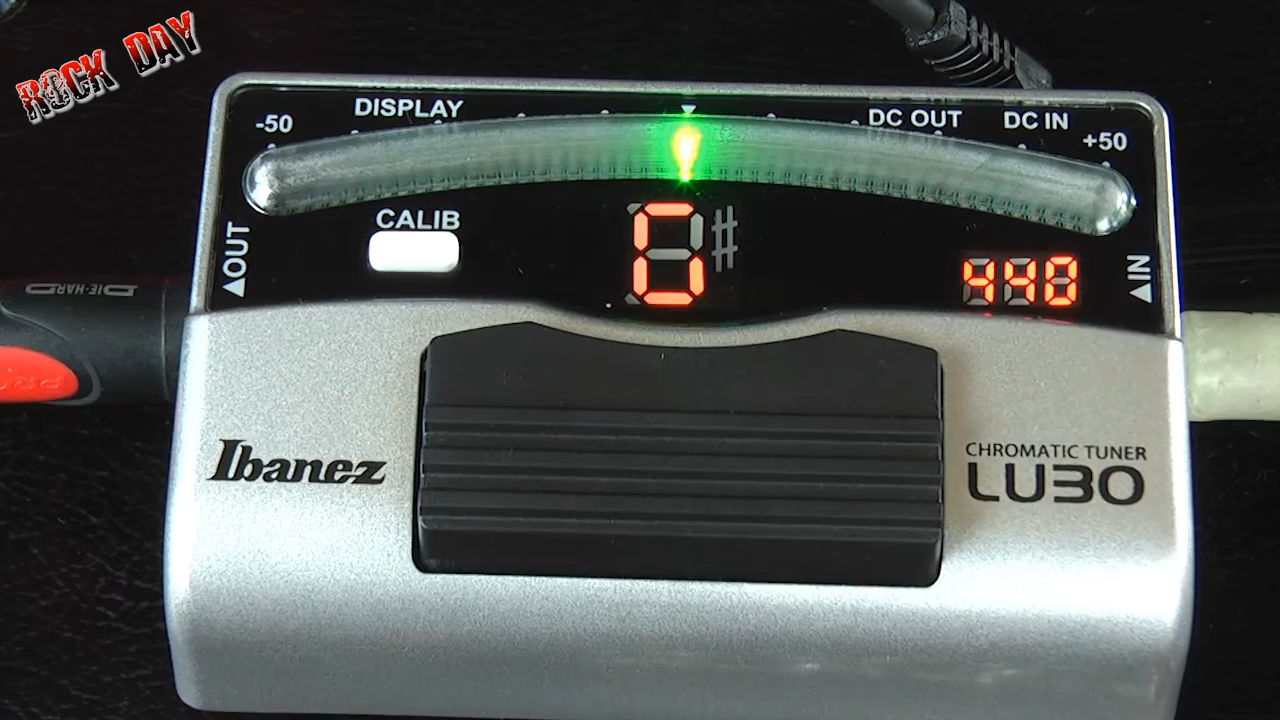 ROCK DAY
-50
DISPLAY
DC OUT
DC IN
+50
▲OUT
CALIB
G
#
440
▲IN
DIE-HARD
PRO
Ibanez
CHROMATIC TUNER
LU30